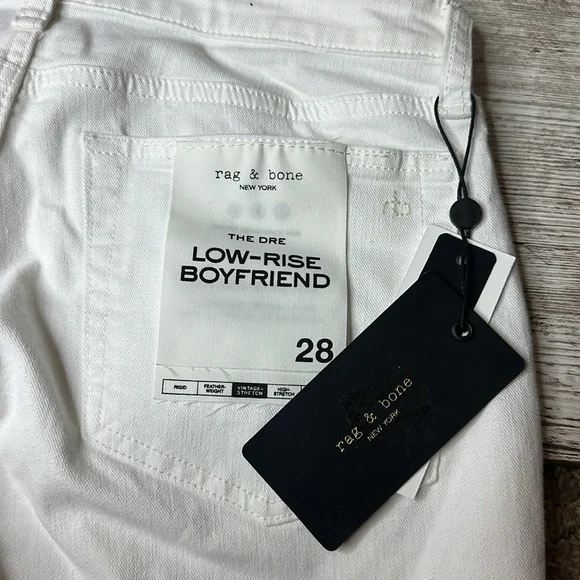 rag & bone
NEW YORK
THE DRE
LOW-RISE
BOYFRIEND
28
RIGID
FEATHER-
WEIGHT
VINTAGE-
STRETCH
HIGH-
STRETCH
rb
rag & bone
NEW YORK